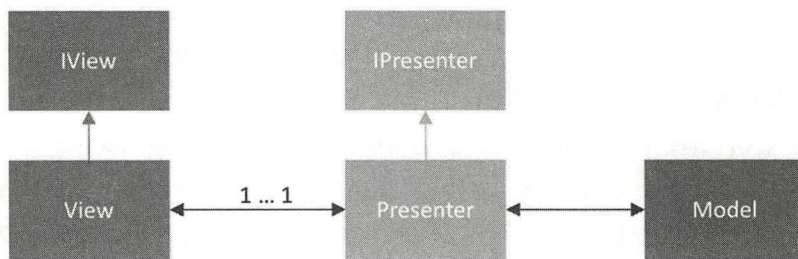 IView
IPresenter
1 ... 1
View
Presenter
Model